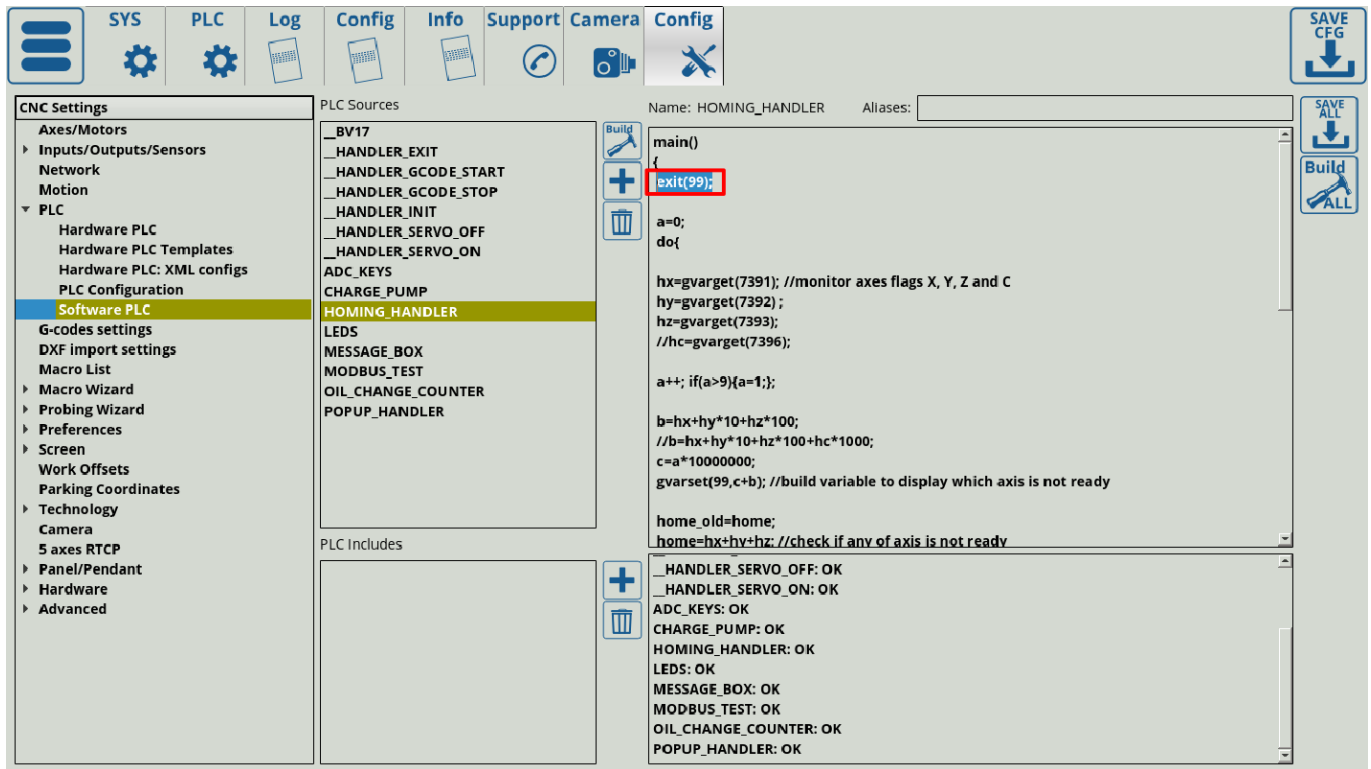 SYS PLC Log Config Info Support Camera Config
SAVE
CFG
CNC Settings
Axes/Motors
Inputs/Outputs/Sensors
Network
Motion
PLC
Hardware PLC
Hardware PLC Templates
Hardware PLC: XML configs
PLC Configuration
Software PLC
G-codes settings
DXF import settings
Macro List
Macro Wizard
Probing Wizard
Preferences
Screen
Work Offsets
Parking Coordinates
Technology
Camera
5 axes RTCP
Panel/Pendant
Hardware
Advanced
PLC Sources
__BV17
__HANDLER_EXIT
__HANDLER_GCODE_START
__HANDLER_GCODE_STOP
__HANDLER_INIT
__HANDLER_SERVO_OFF
__HANDLER_SERVO_ON
ADC_KEYS
CHARGE_PUMP
HOMING_HANDLER
LEDS
MESSAGE_BOX
MODBUS_TEST
OIL_CHANGE_COUNTER
POPUP_HANDLER
PLC Includes
Build
Name: HOMING_HANDLER Aliases:
main()
{
exit(99);
a=0;
do{
hx=gvarget(7391); //monitor axes flags X, Y, Z and C
hy=gvarget(7392) ;
hz=gvarget(7393);
//hc=gvarget(7396);
a++; if(a>9){a=1;};
b=hx+hy*10+hz*100;
//b=hx+hy*10+hz*100+hc*1000;
c=a*10000000;
gvarset(99,c+b); //build variable to display which axis is not ready
home_old=home;
home=hx+hy+hz; //check if any of axis is not ready
__HANDLER_SERVO_OFF: OK
__HANDLER_SERVO_ON: OK
ADC_KEYS: OK
CHARGE_PUMP: OK
HOMING_HANDLER: OK
LEDS: OK
MESSAGE_BOX: OK
MODBUS_TEST: OK
OIL_CHANGE_COUNTER: OK
POPUP_HANDLER: OK
SAVE
ALL
Build
ALL